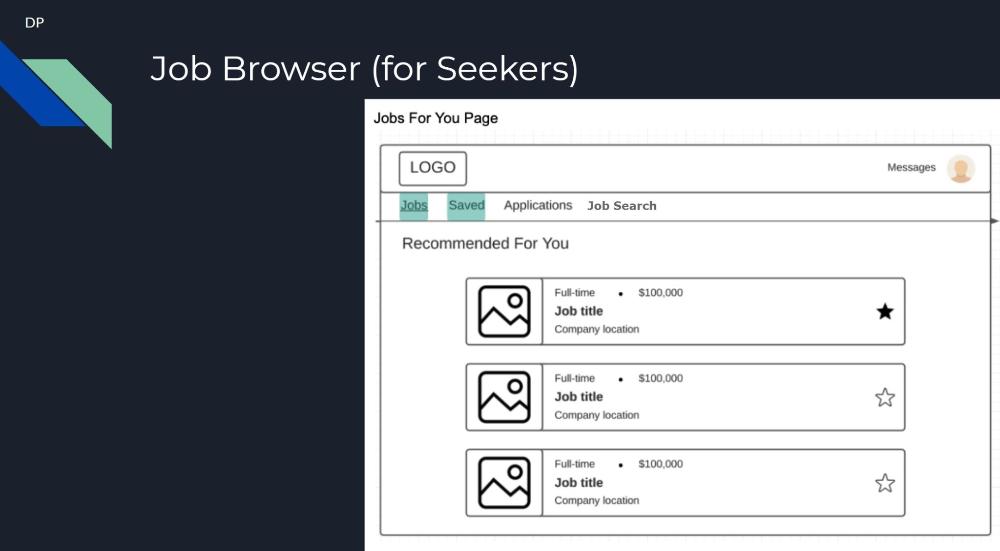 DP
Job Browser (for Seekers)
Jobs For You Page
LOGO
Messages
Jobs Saved Applications Job Search
Recommended For You
Full-time • $100,000
Job title
Company location
Full-time • $100,000
Job title
Company location
Full-time • $100,000
Job title
Company location